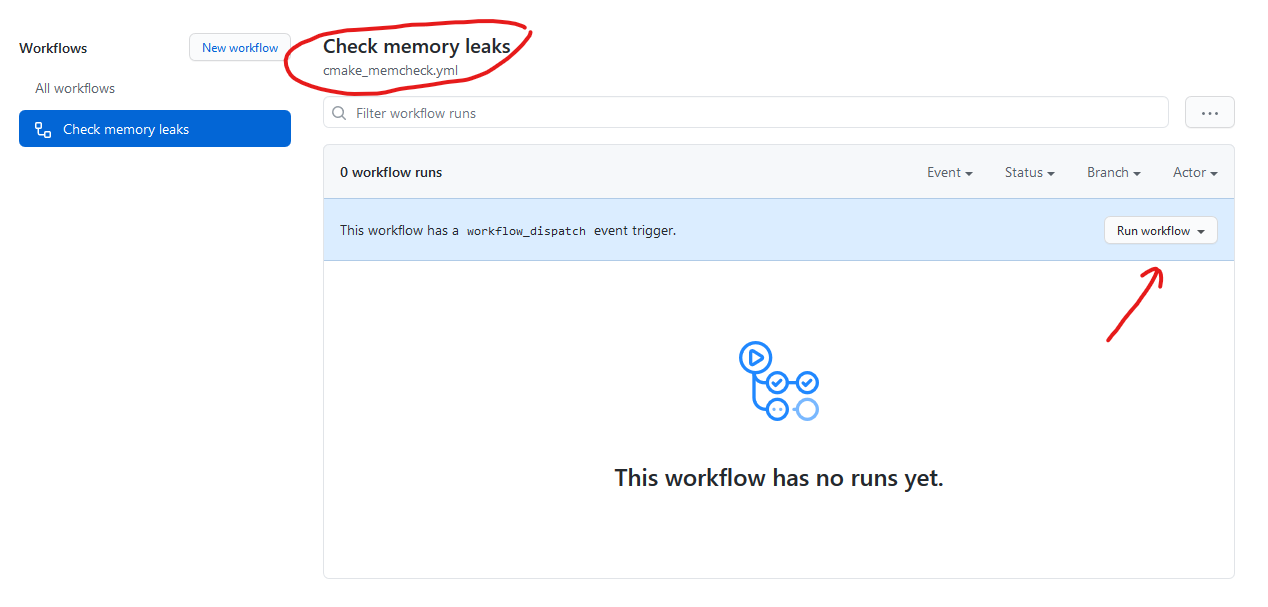 Workflows
New workflow
All workflows
Check memory leaks
Check memory leaks
cmake_memcheck.yml
Filter workflow runs
...
0 workflow runs
Event Status Branch Actor
This workflow has a workflow_dispatch event trigger.
Run workflow
This workflow has no runs yet.